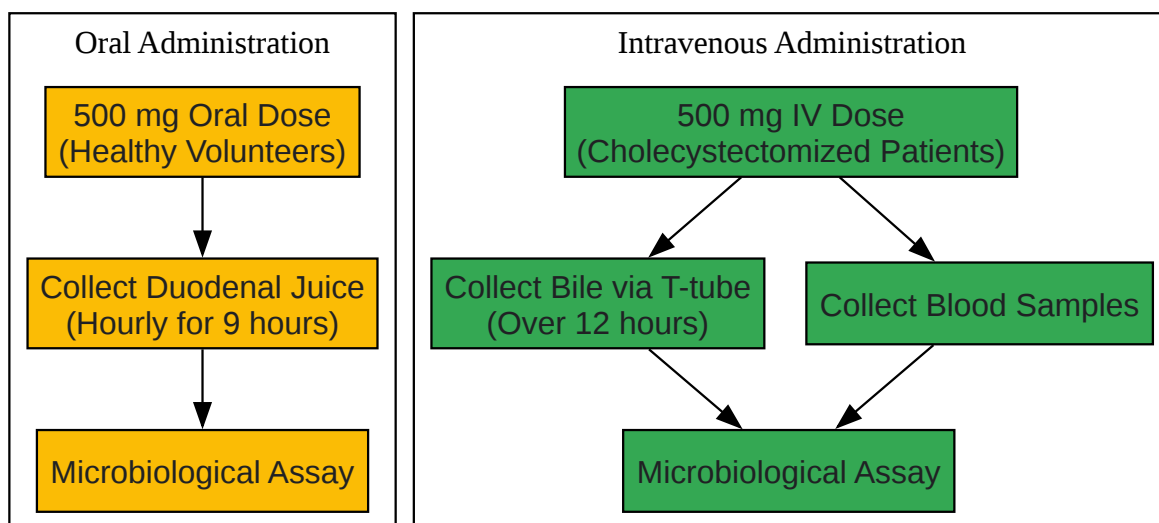 Oral Administration
500 mg Oral Dose
(Healthy Volunteers)
Collect Duodenal Juice
(Hourly for 9 hours)
Microbiological Assay
Intravenous Administration
500 mg IV Dose
(Cholecystectomized Patients)
Collect Bile via T-tube
(Over 12 hours)
Collect Blood Samples
Microbiological Assay